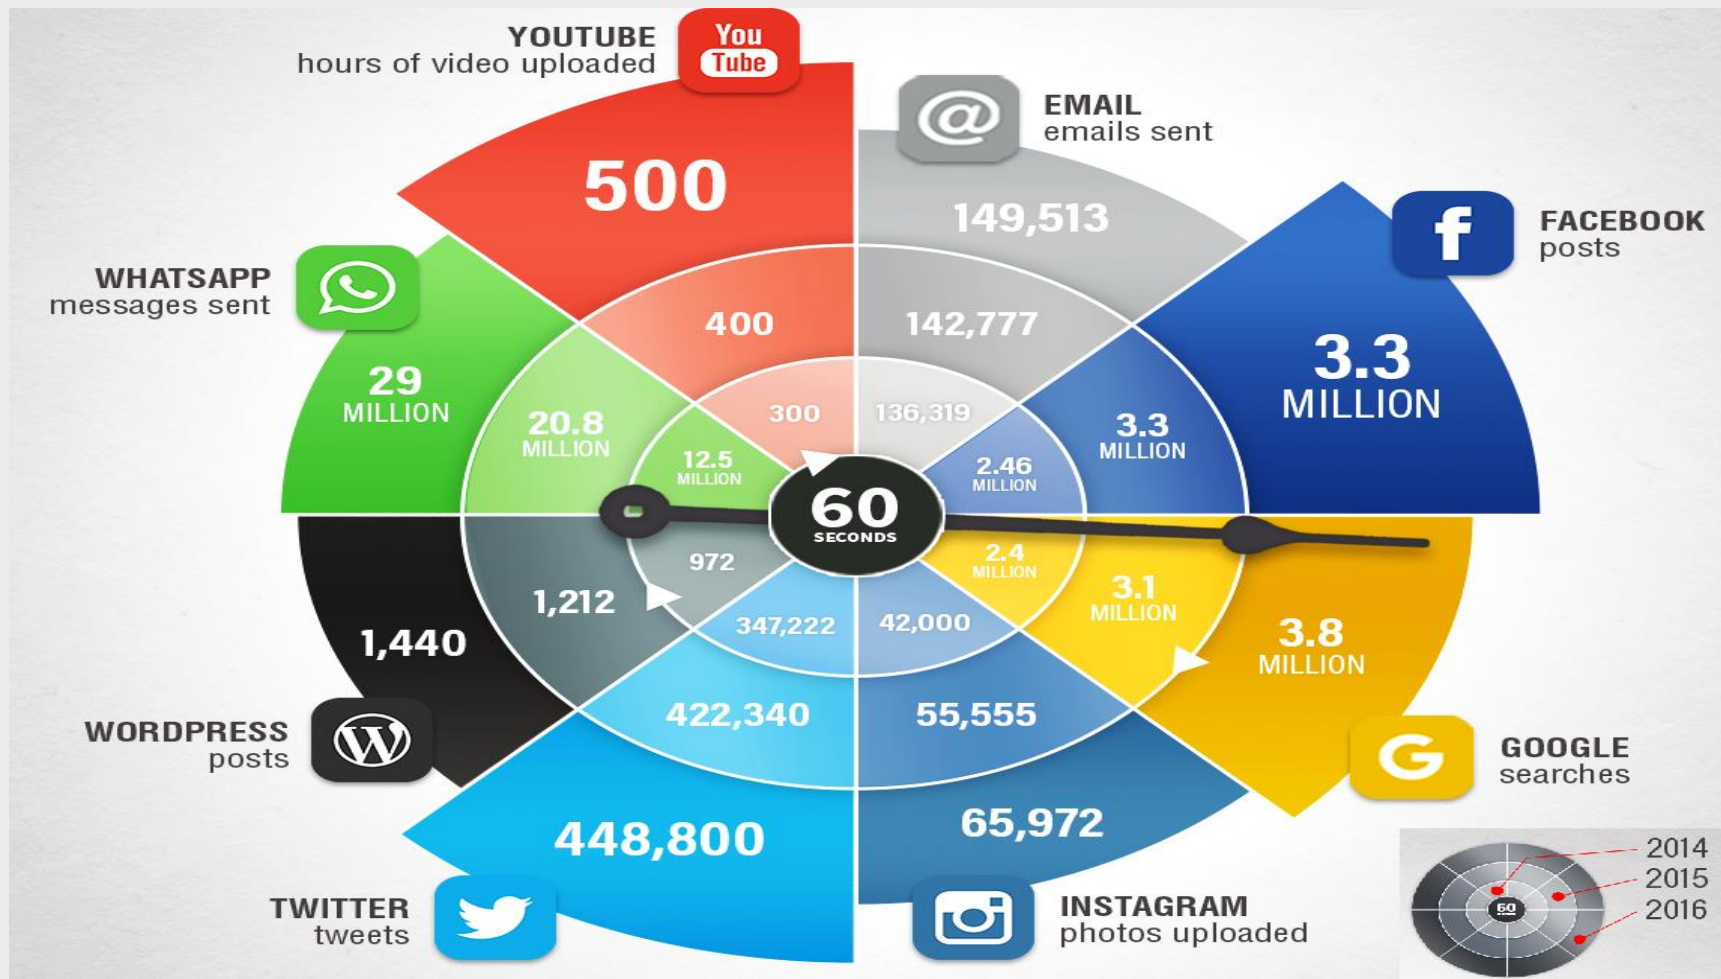 YOUTUBE
hours of video uploaded
You
Tube
500
400
300
@
EMAIL
emails sent
149,513
142,777
136,319
f
FACEBOOK
posts
3.3
MILLION
3.3
MILLION
2.46
MILLION
WHATSAPP
messages sent
29
MILLION
20.8
MILLION
12.5
MILLION
60
SECONDS
WORDPRESS
posts
W
1,440
1,212
972
2.4
MILLION
3.1
MILLION
3.8
MILLION
G
GOOGLE
searches
347,222
422,340
448,800
TWITTER
tweets
42,000
55,555
65,972
INSTAGRAM
photos uploaded
60
2014
2015
2016